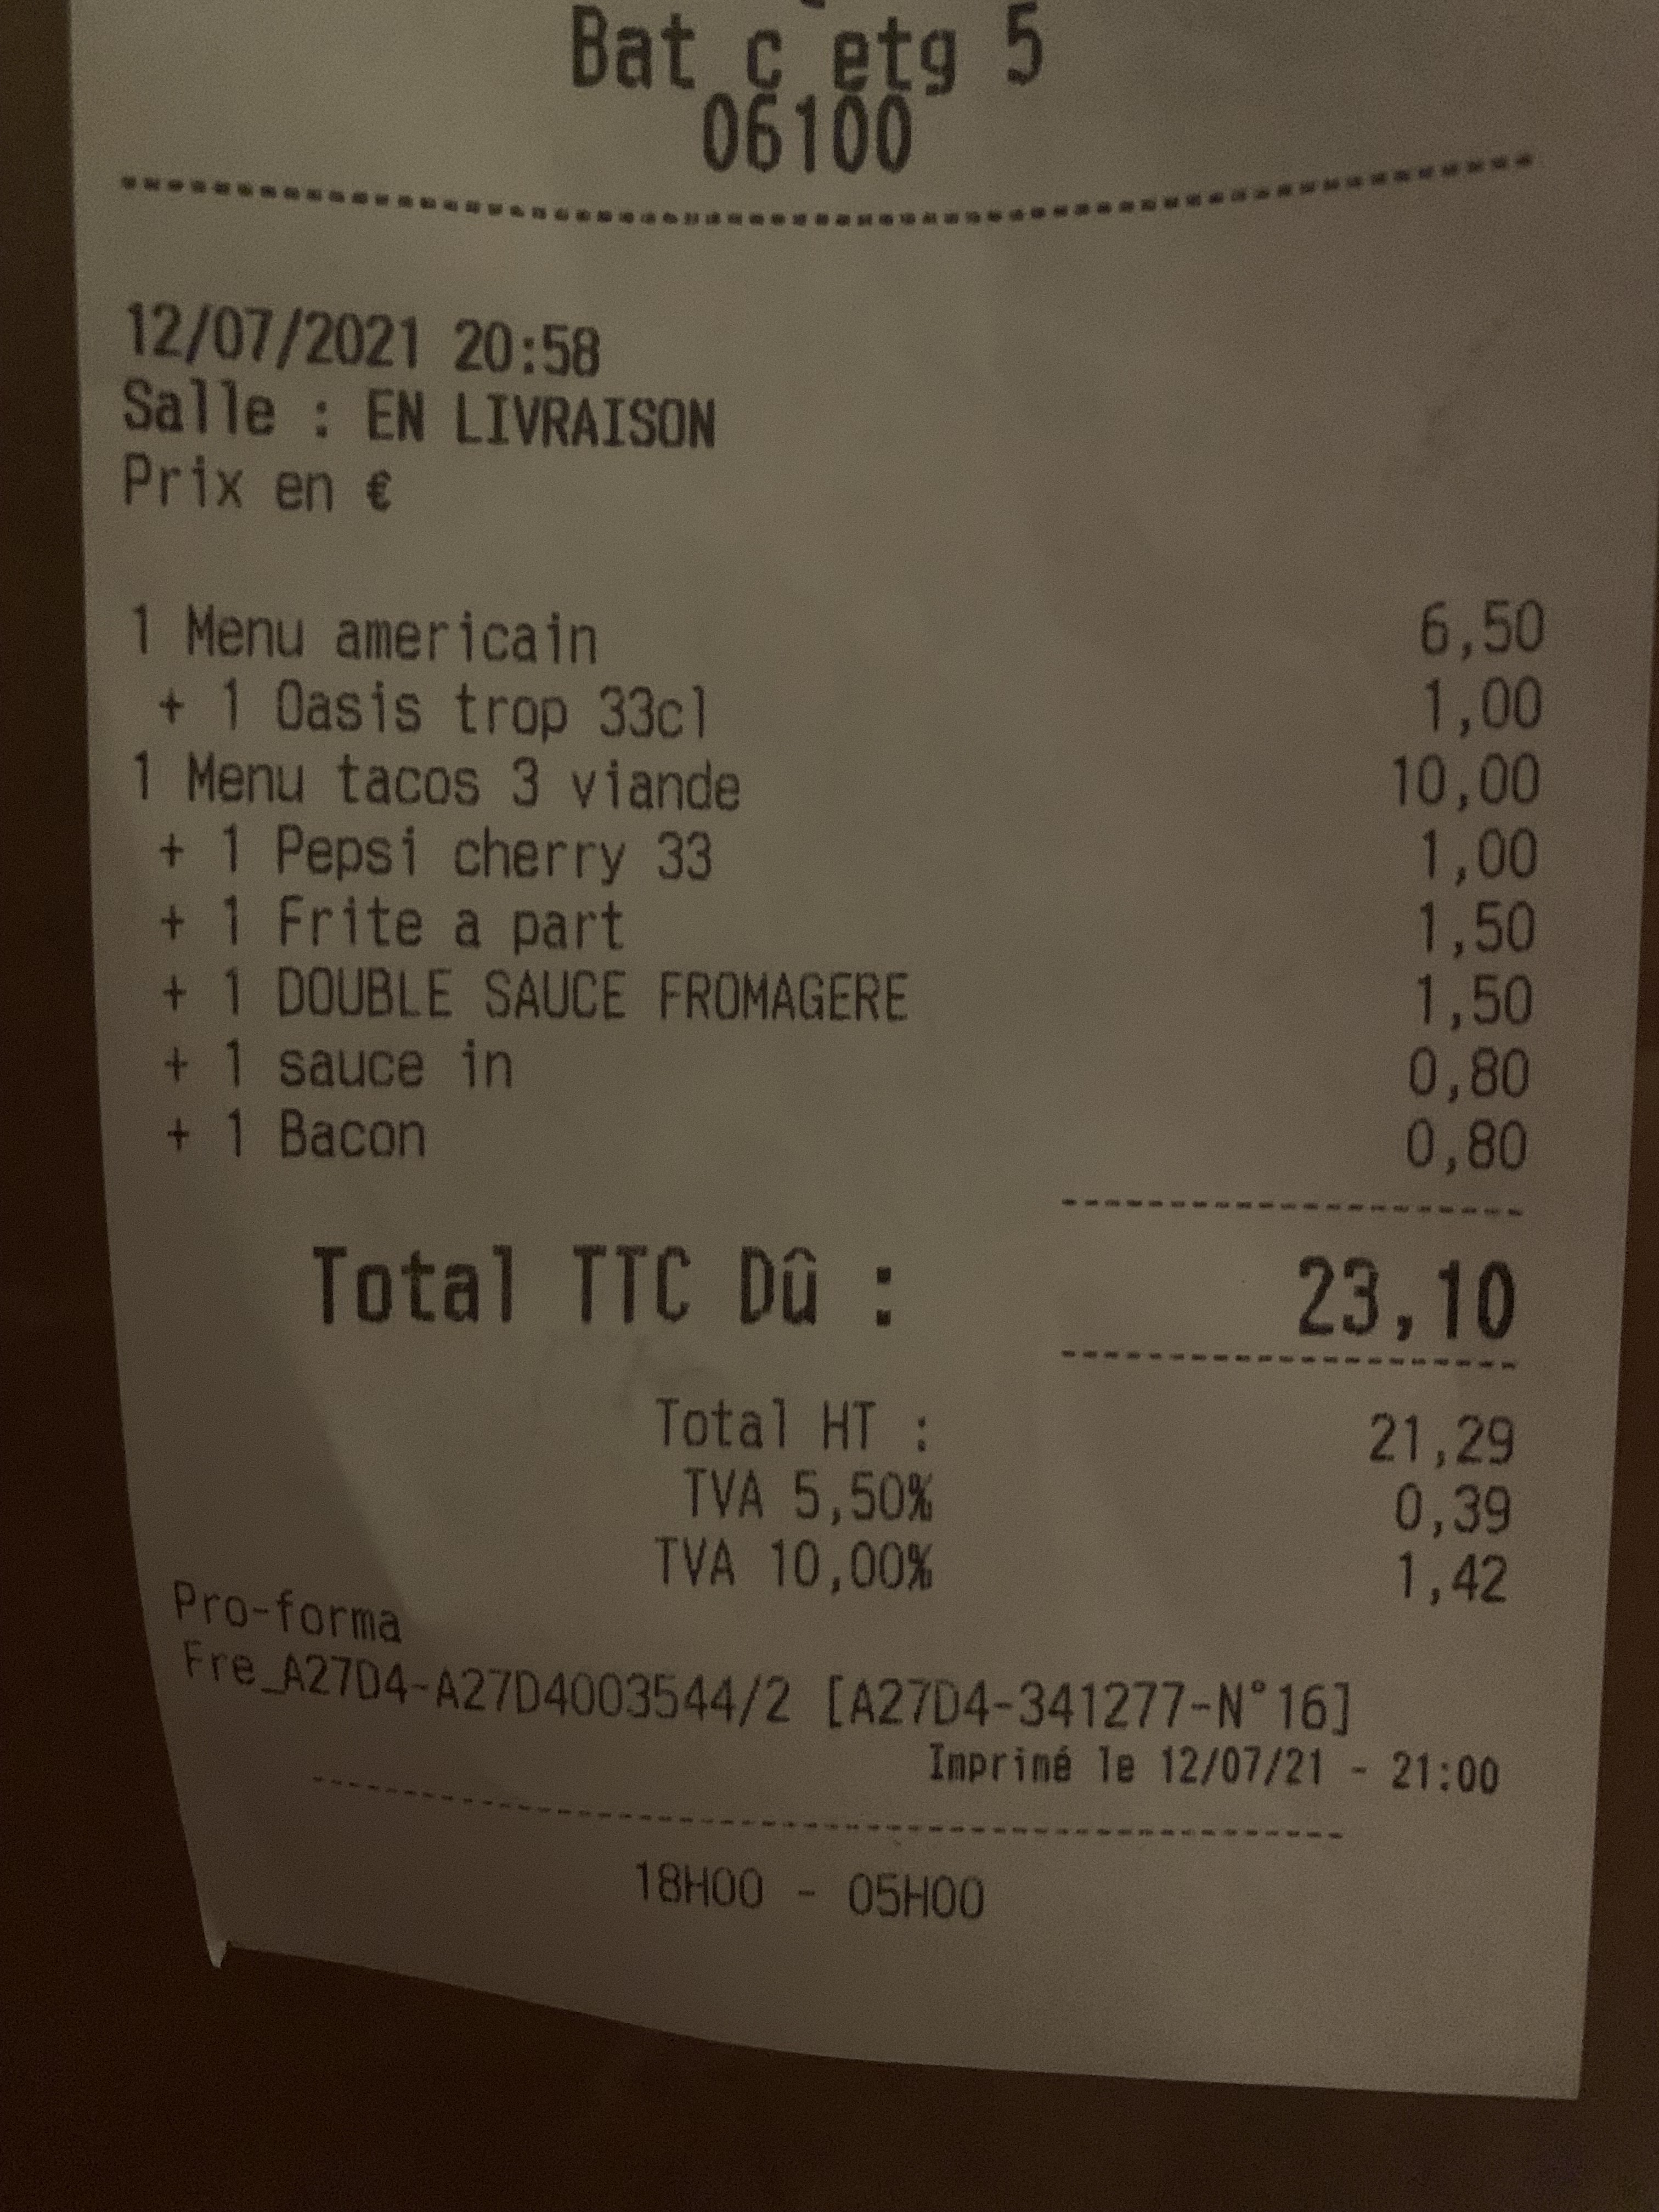 Bat c etg 5
06100
12/07/2021 20:58
Salle : EN LIVRAISON
Prix en €
1 Menu americain 6,50
+ 1 Oasis trop 33cl 1,00
1 Menu tacos 3 viande 10,00
+ 1 Pepsi cherry 33 1,00
+ 1 Frite a part 1,50
+ 1 DOUBLE SAUCE FROMAGERE 1,50
+ 1 sauce in 0,80
+ 1 Bacon 0,80
Total TTC Dû : 23,10
Total HT : 21,29
TVA 5,50% 0,39
TVA 10,00% 1,42
Pro-forma
Fre_A27D4-A27D4003544/2 [A27D4-341277-N°16]
Imprimé le 12/07/21 - 21:00
18H00 - 05H00